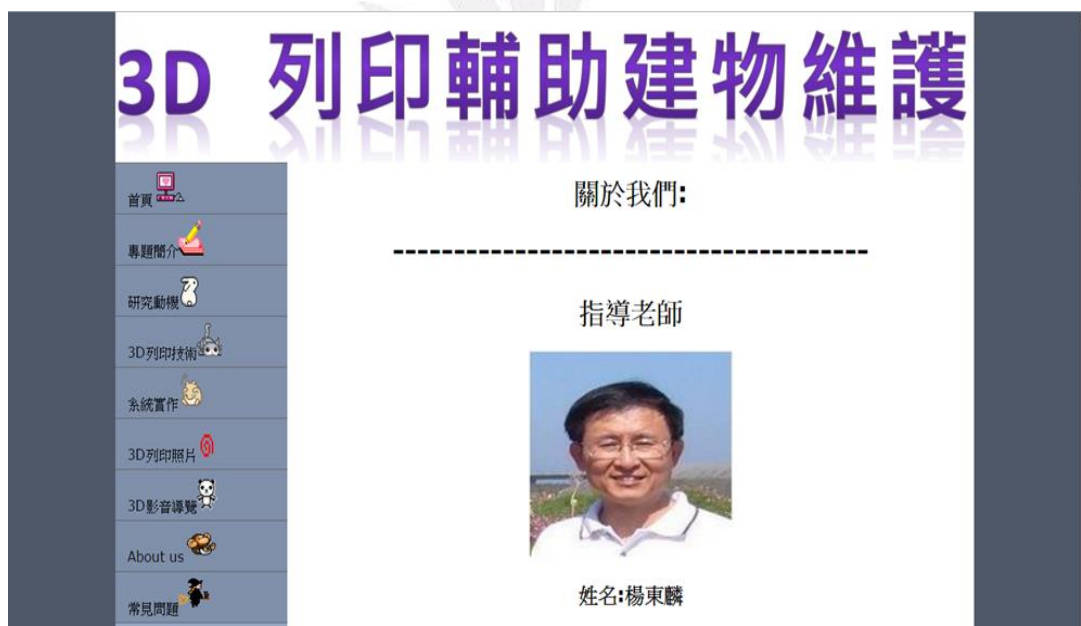 3D 列印輔助建物維護
首頁
專題簡介
研究動機
3D列印技術
系統實作
3D列印照片
3D影音導覽
About us
常見問題
關於我們:
---------------------------------------
指導老師
姓名:楊東麟